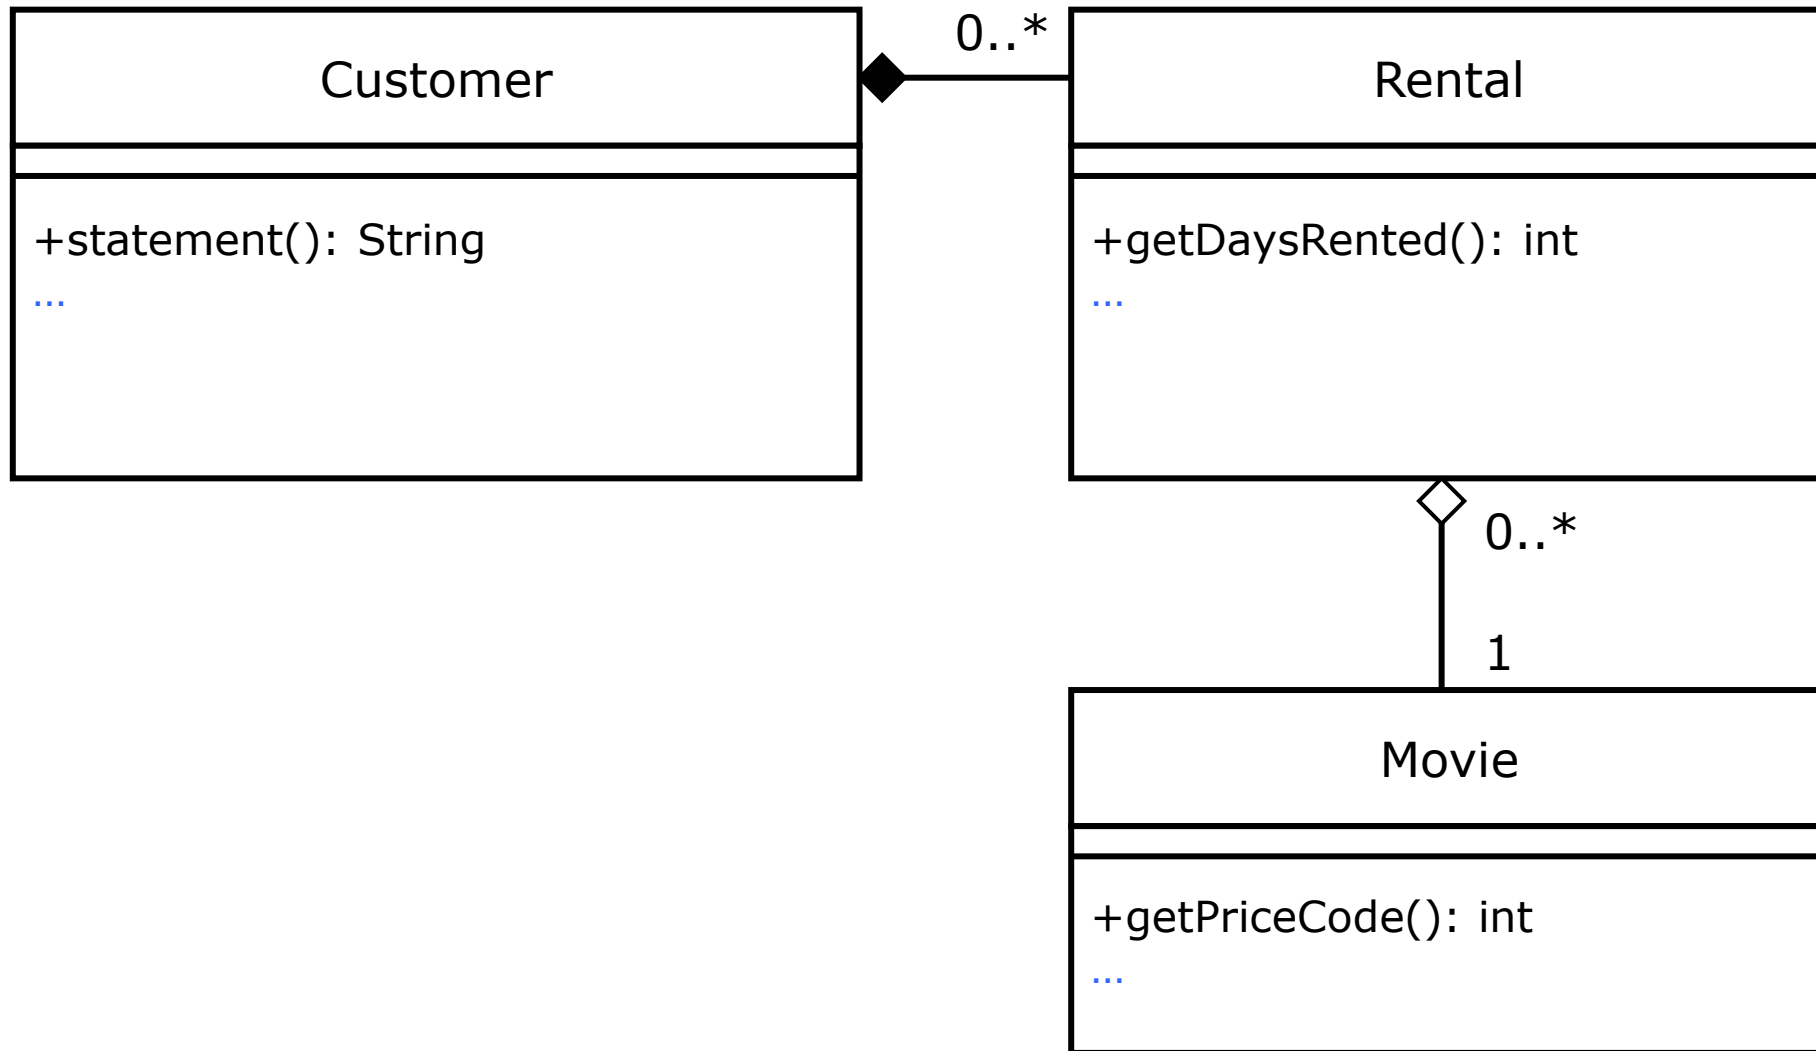 Customer
0..*
Rental
+statement(): String
...
+getDaysRented(): int
...
0..*
1
Movie
+getPriceCode(): int
...